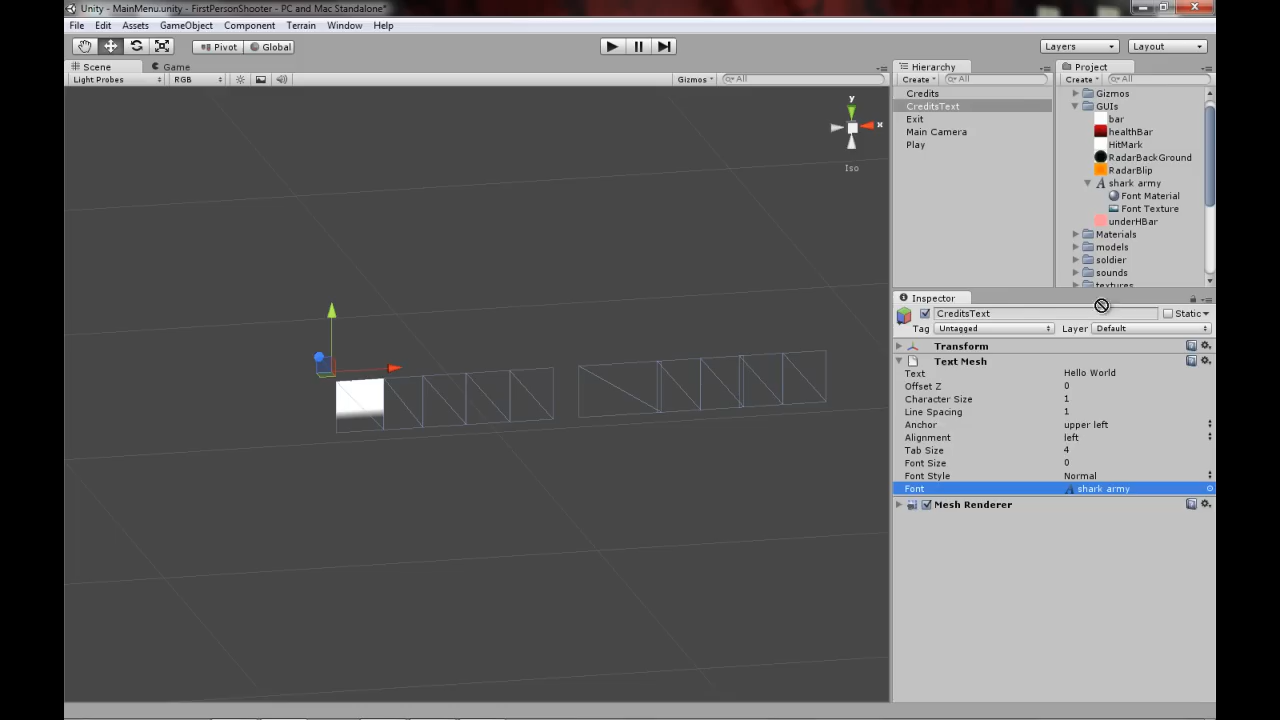 Unity - MainMenu.unity - FirstPersonShooter - PC and Mac Standalone*
File Edit Assets GameObject Component Terrain Window Help
Pivot Global Layers Layout
Scene Game
Light Probes RGB Gizmos All
y
x
Iso
Hierarchy
Create All
Credits
CreditsText
Exit
Main Camera
Play
Project
Create All
Gizmos
GUIs
bar
healthBar
HitMark
RadarBackGround
RadarBlip
shark army
Font Material
Font Texture
underHBar
Materials
models
soldier
sounds
textures
Inspector
CreditsText Static
Tag Untagged Layer Default
Transform
Text Mesh
Text Hello World
Offset Z 0
Character Size 1
Line Spacing 1
Anchor upper left
Alignment left
Tab Size 4
Font Size 0
Font Style Normal
Font shark army
Mesh Renderer